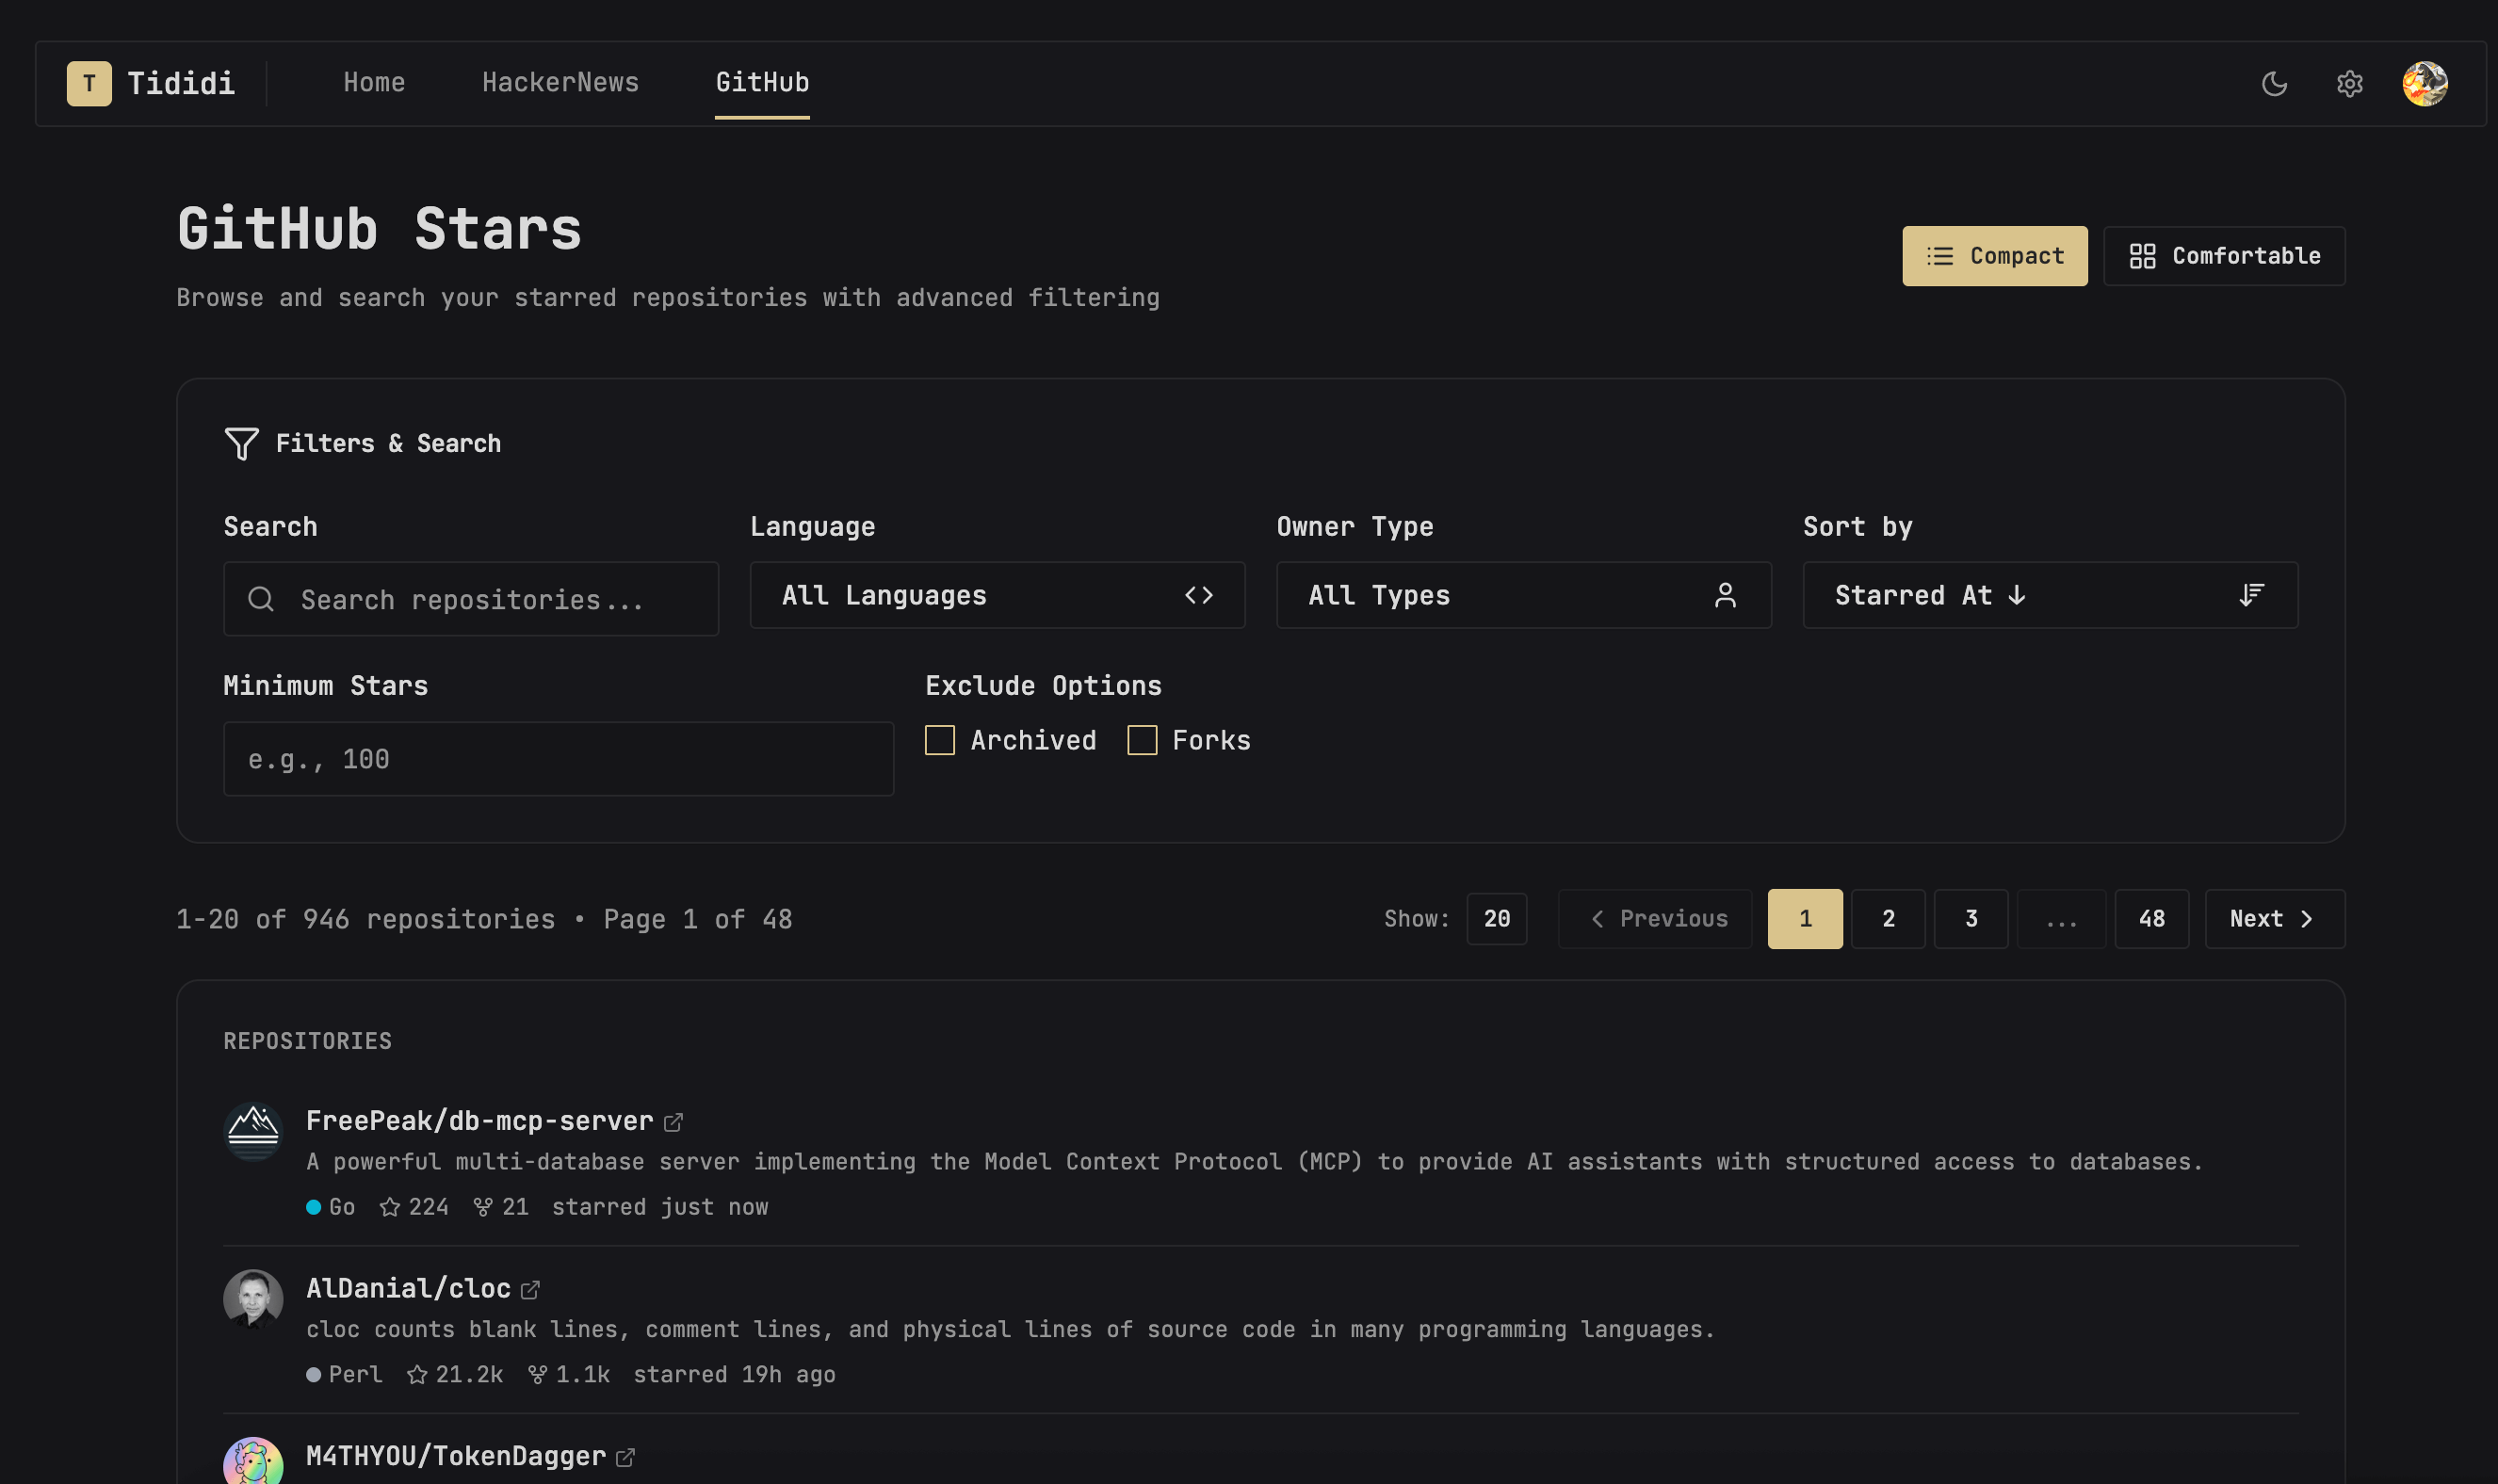 T Tididi Home HackerNews GitHub
GitHub Stars
Browse and search your starred repositories with advanced filtering
Compact Comfortable
Filters & Search
Search Language Owner Type Sort by
Search repositories... All Languages All Types Starred At ↓
Minimum Stars Exclude Options
e.g., 100 Archived Forks
1-20 of 946 repositories • Page 1 of 48 Show: 20 Previous 1 2 3 ... 48 Next
REPOSITORIES
FreePeak/db-mcp-server
A powerful multi-database server implementing the Model Context Protocol (MCP) to provide AI assistants with structured access to databases.
Go 224 21 starred just now
AlDanial/cloc
cloc counts blank lines, comment lines, and physical lines of source code in many programming languages.
Perl 21.2k 1.1k starred 19h ago
M4THYOU/TokenDagger